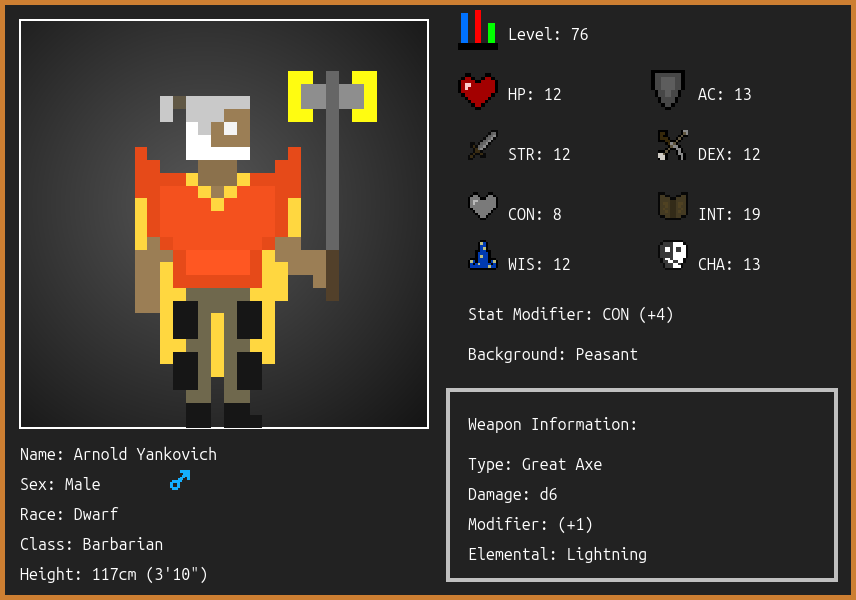 Level: 76
HP: 12
AC: 13
STR: 12
DEX: 12
CON: 8
INT: 19
WIS: 12
CHA: 13
Stat Modifier: CON (+4)
Background: Peasant
Weapon Information:
Type: Great Axe
Damage: d6
Modifier: (+1)
Elemental: Lightning
Name: Arnold Yankovich
Sex: Male
Race: Dwarf
Class: Barbarian
Height: 117cm (3'10")